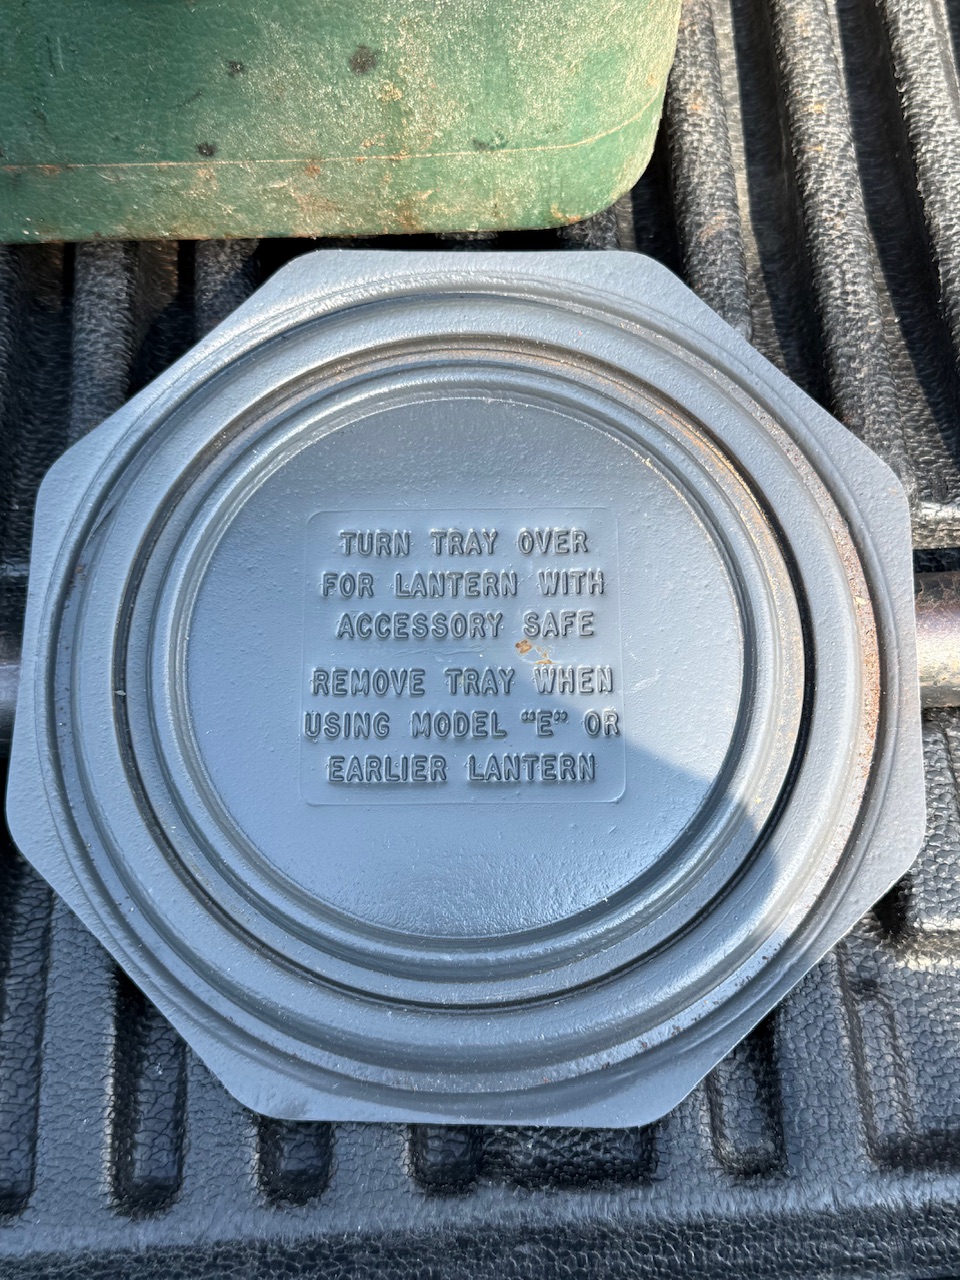 TURN TRAY OVER
FOR LANTERN WITH
ACCESSORY SAFE
REMOVE TRAY WHEN
USING MODEL “E” OR
EARLIER LANTERN